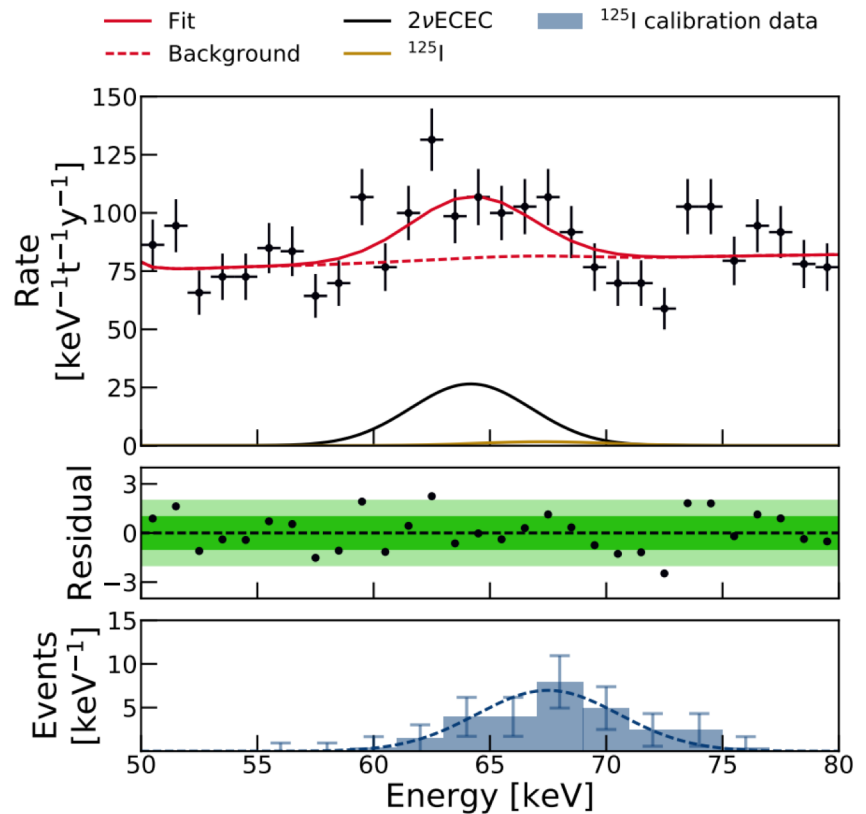 Fit
Background
2νECEC
¹²⁵I
¹²⁵I calibration data
150
125
100
75
50
25
0
Rate
[keV⁻¹t⁻¹y⁻¹]
3
0
−3
Residual
15
10
5
0
Events
[keV⁻¹]
50 55 60 65 70 75 80
Energy [keV]